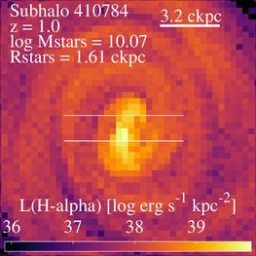 Subhalo 410784
z = 1.0
log Mstars = 10.07
Rstars = 1.61 ckpc
3.2 ckpc
L(H-alpha) [log erg s⁻¹ kpc⁻²]
36 37 38 39